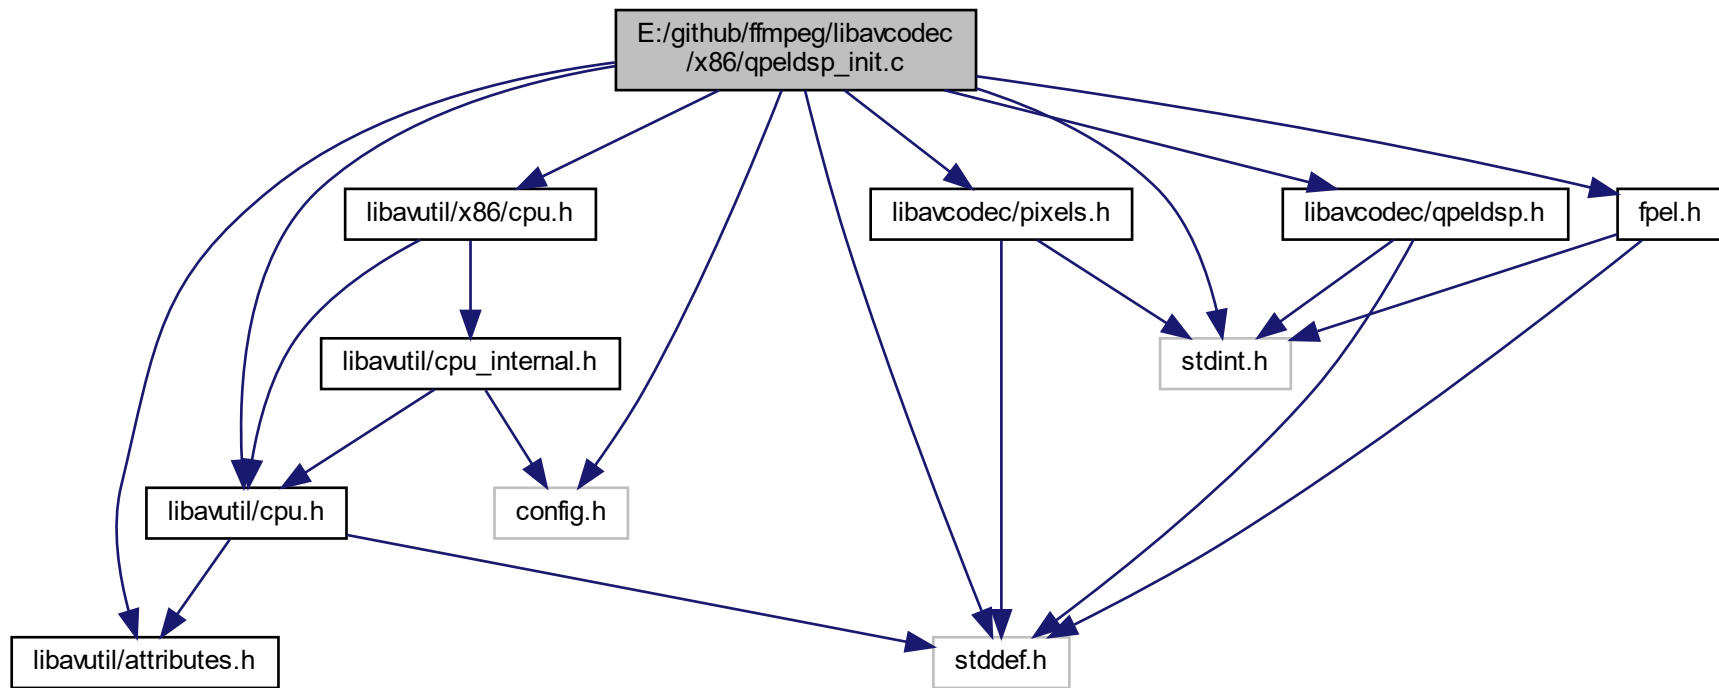 E:/github/ffmpeg/libavcodec
/x86/qpeldsp_init.c
libavutil/x86/cpu.h
libavcodec/pixels.h
libavcodec/qpeldsp.h
fpel.h
libavutil/cpu_internal.h
stdint.h
libavutil/cpu.h
config.h
libavutil/attributes.h
stddef.h